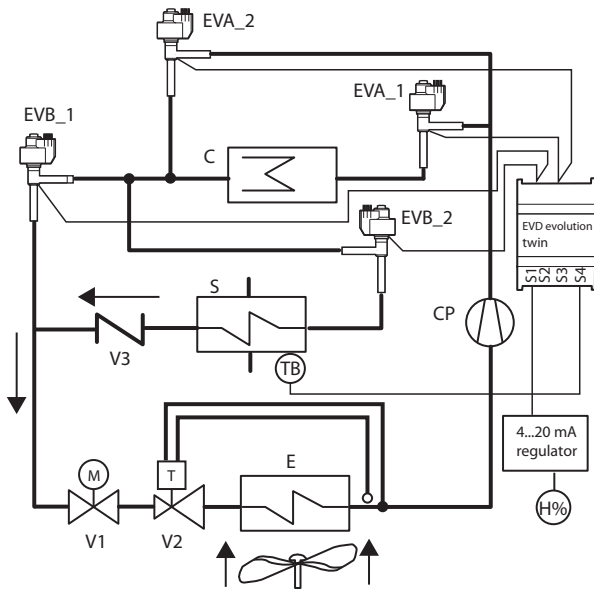 EVA_2
EVA_1
EVB_1
C
EVB_2
EVD evolution
twin
S1
S2
S3
S4
S
CP
TB
V3
4...20 mA
regulator
T
E
M
H%
V1
V2